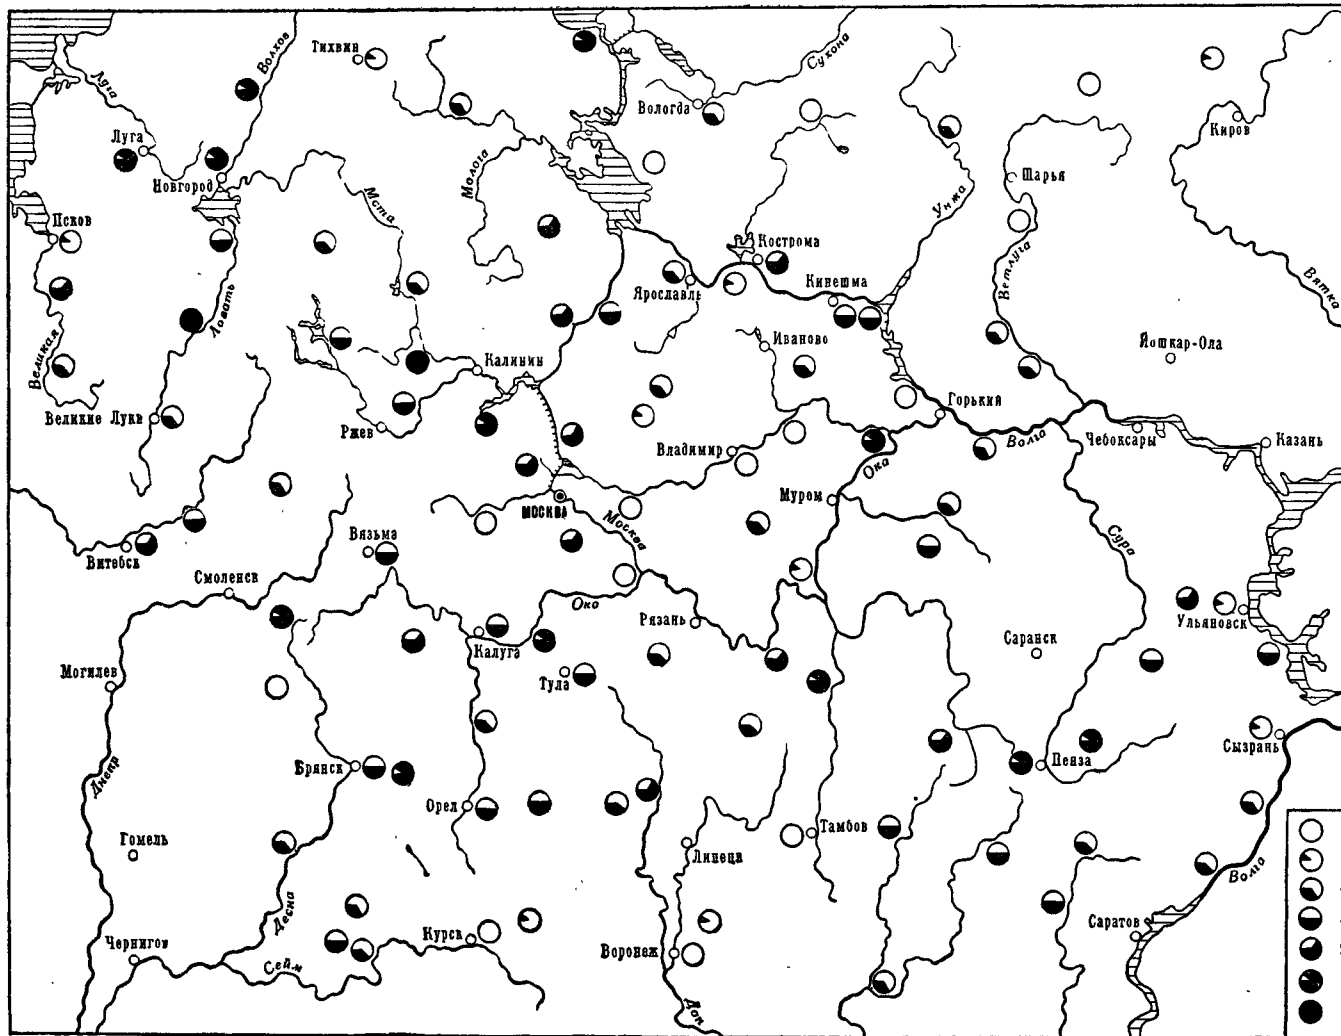 Тихвин
Волхов
Луга
Сухона
Вологда
Киров
Луга
Молога
Шарья
Новгород
Мста
Унжа
Псков
Кострома
Ветлуга
Вятка
Ярославль
Кинешма
Ловать
Великая
Иваново
Йошкар-Ола
Калинин
Великие Луки
Ржев
Горький
Владимир
Волга
Чебоксары
Казань
Ока
Муром
МОСКВА
Москва
Сура
Вязьма
Витебск
Смоленск
Ока
Рязань
Ульяновск
Калуга
Саранск
Могилев
Тула
Сызрань
Днепр
Брянск
Пенза
Орел
Тамбов
Гомель
Липецк
Волга
Десна
Саратов
Чернигов
Курск
Воронеж
Сейм
Дон